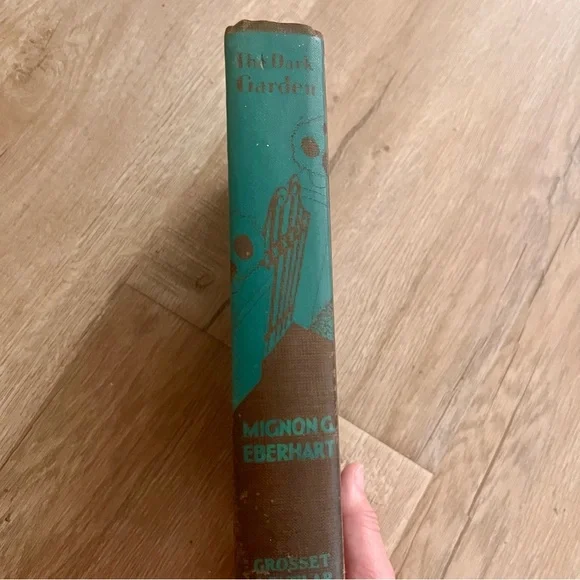 The Dark
Garden
MIGNON G.
EBERHART
GROSSET